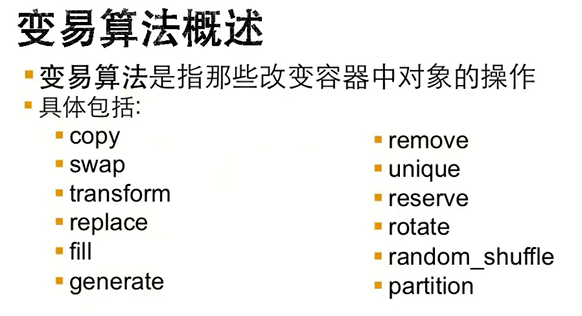 变易算法概述
变易算法是指那些改变容器中对象的操作
具体包括:
copy
swap
transform
replace
fill
generate
remove
unique
reserve
rotate
random_shuffle
partition